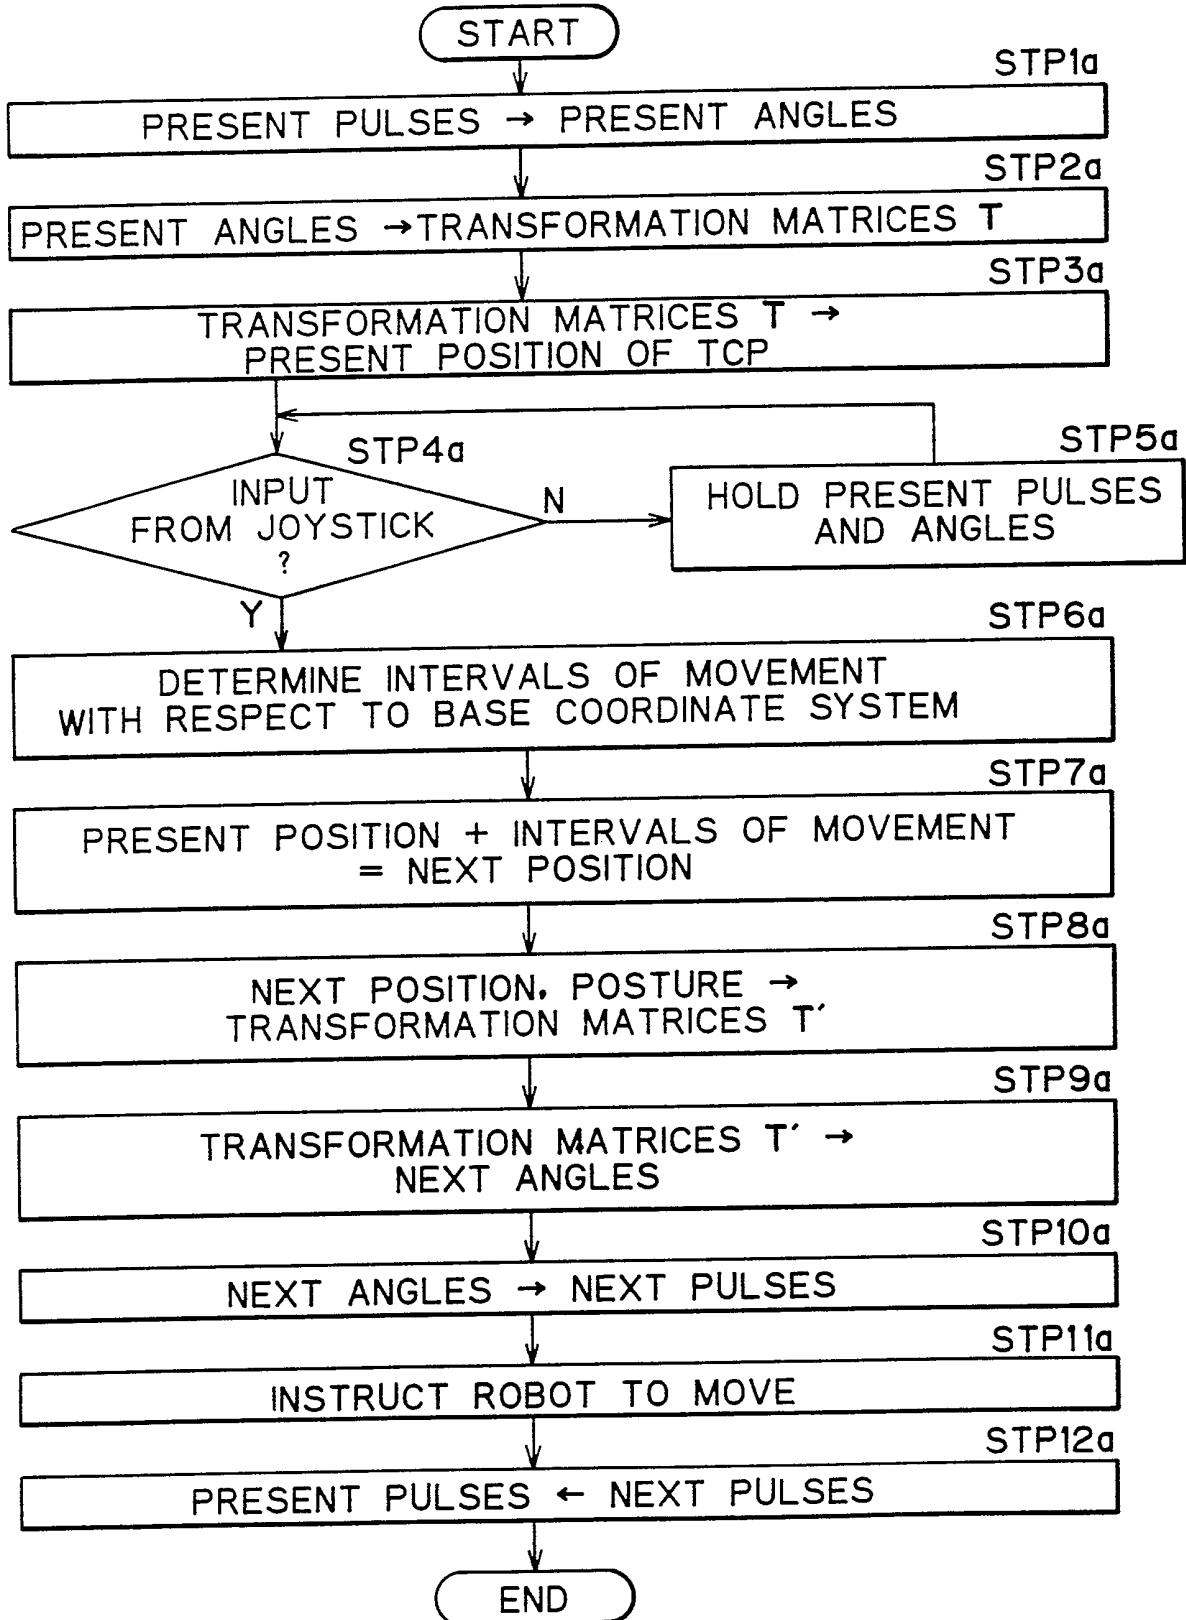 START
STP1a
PRESENT PULSES → PRESENT ANGLES
STP2a
PRESENT ANGLES →TRANSFORMATION MATRICES T
STP3a
TRANSFORMATION MATRICES T →
PRESENT POSITION OF TCP
STP4a
INPUT
FROM JOYSTICK
?
N
STP5a
HOLD PRESENT PULSES
AND ANGLES
Y
STP6a
DETERMINE INTERVALS OF MOVEMENT
WITH RESPECT TO BASE COORDINATE SYSTEM
STP7a
PRESENT POSITION + INTERVALS OF MOVEMENT
= NEXT POSITION
STP8a
NEXT POSITION. POSTURE →
TRANSFORMATION MATRICES T′
STP9a
TRANSFORMATION MATRICES T′ →
NEXT ANGLES
STP10a
NEXT ANGLES → NEXT PULSES
STP11a
INSTRUCT ROBOT TO MOVE
STP12a
PRESENT PULSES ← NEXT PULSES
END